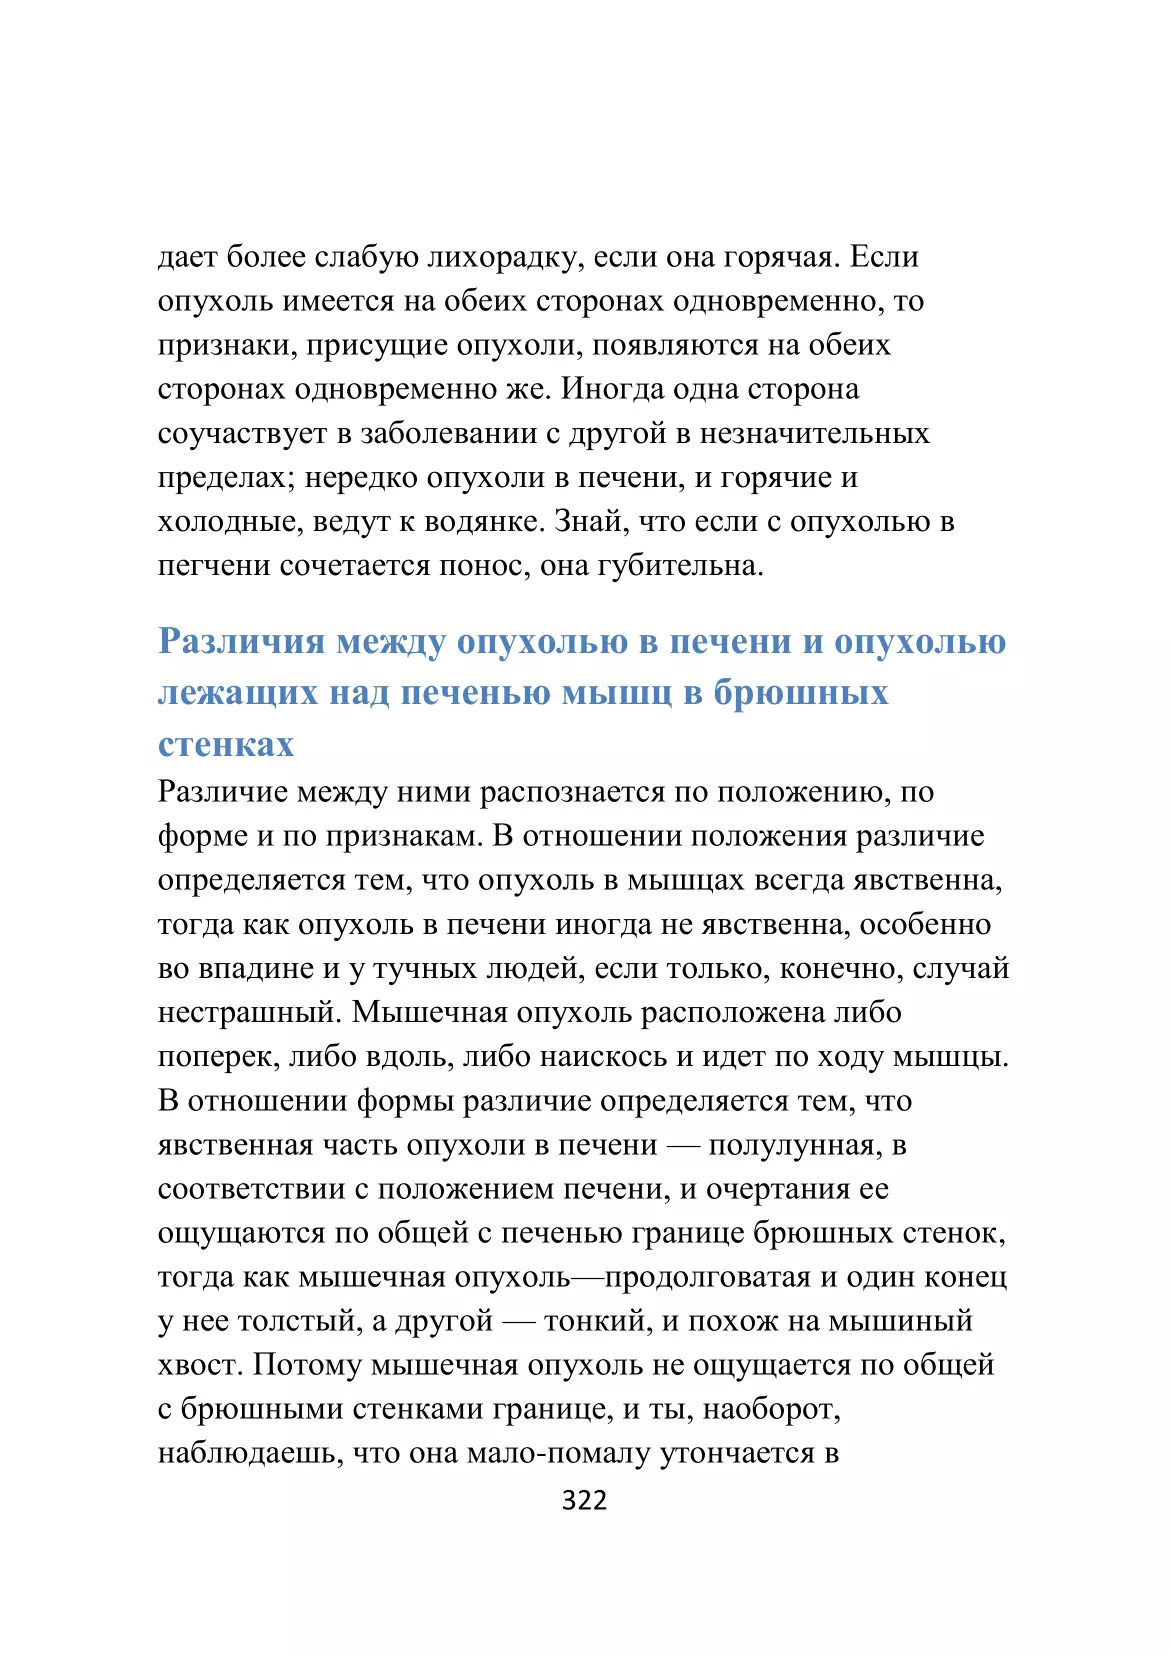 дает более слабую лихорадку, если она горячая. Если
опухоль имеется на обеих сторонах одновременно, то
признаки, присущие опухоли, появляются на обеих
сторонах одновременно же. Иногда одна сторона
соучаствует в заболевании с другой в незначительных
пределах; нередко опухоли в печени, и горячие и
холодные, ведут к водянке. Знай, что если с опухолью в
пегчени сочетается понос, она губительна.
Различия между опухолью в печени и опухолью
лежащих над печенью мышц в брюшных
стенках
Различие между ними распознается по положению, по
форме и по признакам. В отношении положения различие
определяется тем, что опухоль в мышцах всегда явственна,
тогда как опухоль в печени иногда не явственна, особенно
во впадине и у тучных людей, если только, конечно, случай
нестрашный. Мышечная опухоль расположена либо
поперек, либо вдоль, либо наискось и идет по ходу мышцы.
В отношении формы различие определяется тем, что
явственная часть опухоли в печени — полулунная, в
соответствии с положением печени, и очертания ее
ощущаются по общей с печенью границе брюшных стенок,
тогда как мышечная опухоль—продолговатая и один конец
у нее толстый, а другой — тонкий, и похож на мышиный
хвост. Потому мышечная опухоль не ощущается по общей
с брюшными стенками границе, и ты, наоборот,
наблюдаешь, что она мало-помалу утончается в
322